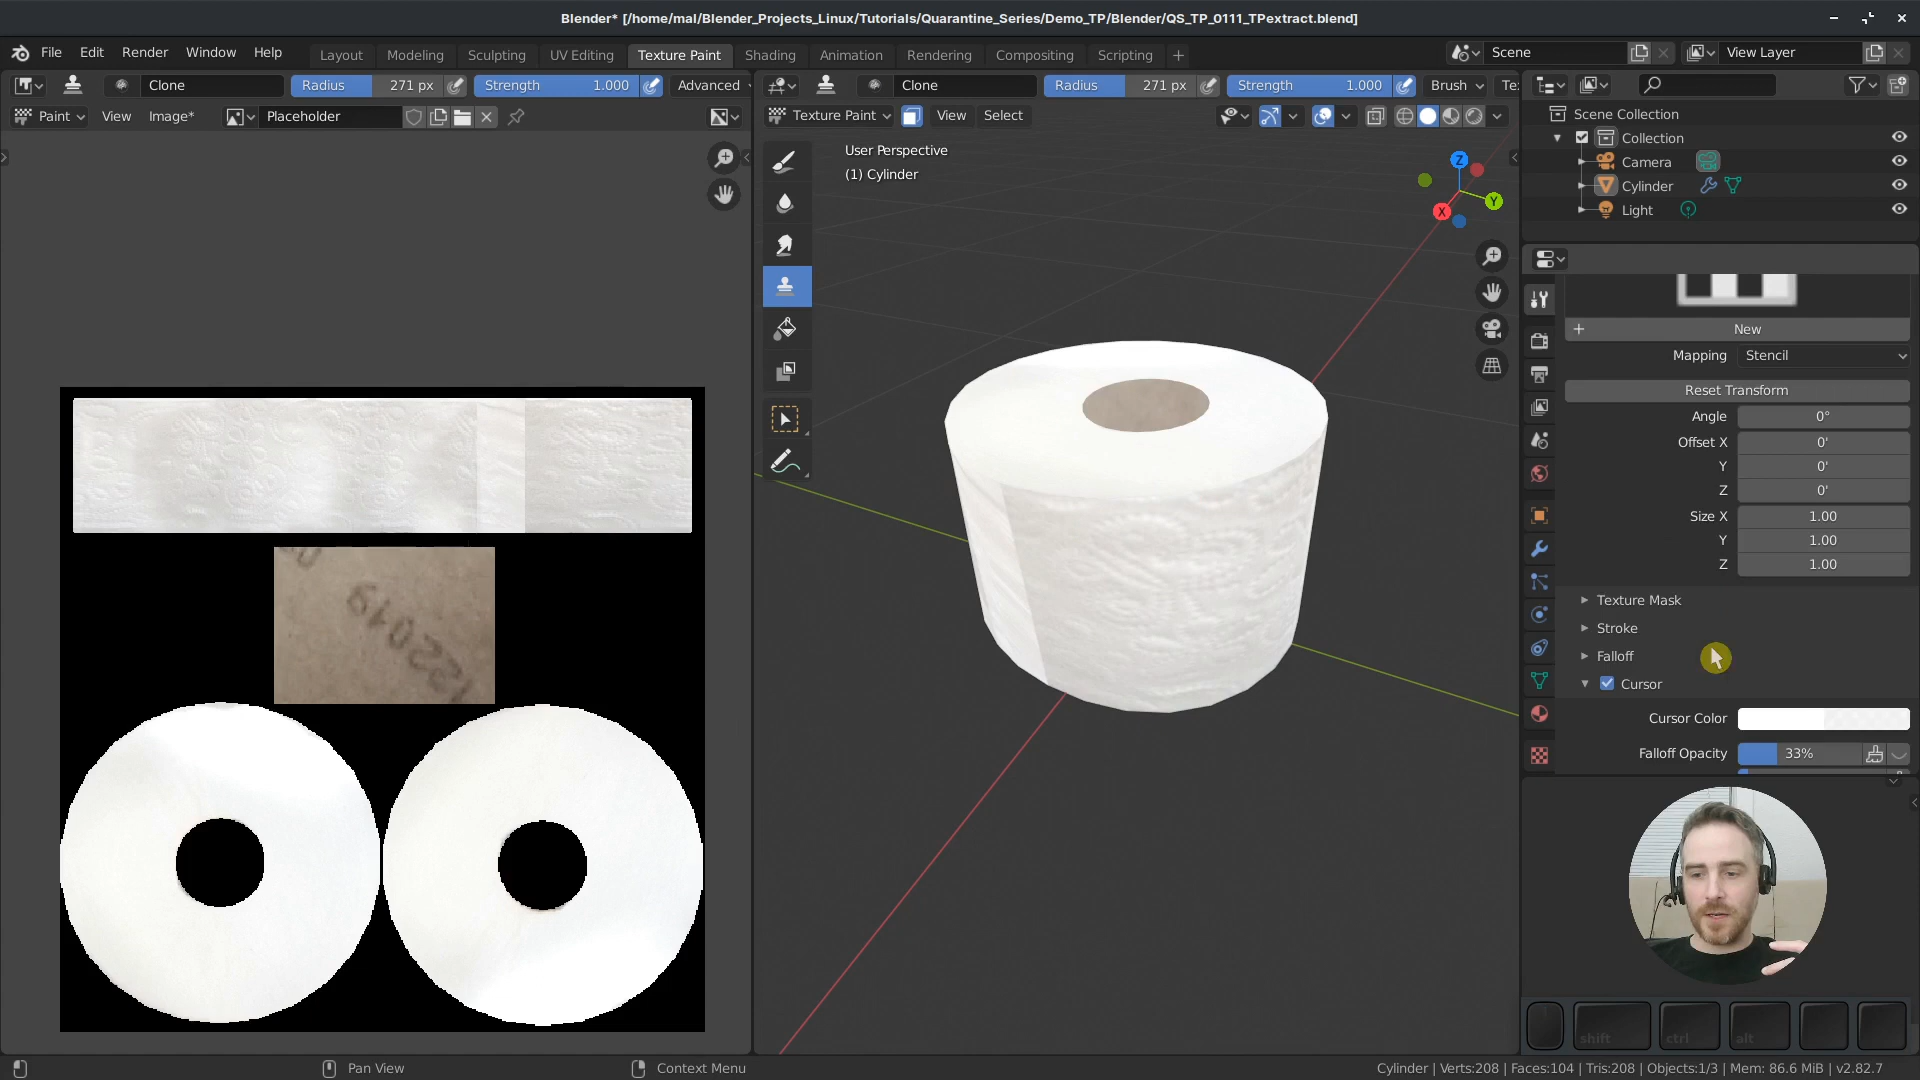 Blender* [/home/mal/Blender_Projects_Linux/Tutorials/Quarantine_Series/Demo_TP/Blender/QS_TP_0111_TPextract.blend]
File Edit Render Window Help Layout Modeling Sculpting UV Editing Texture Paint Shading Animation Rendering Compositing Scripting + Scene View Layer
Clone Radius 271 px Strength 1.000 Advanced Clone Radius 271 px Strength 1.000 Brush Te
Paint View Image* Placeholder Texture Paint View Select
Scene Collection
Collection
Camera
Cylinder
Light
User Perspective
(1) Cylinder
Z
Y
X
New
Mapping Stencil
Reset Transform
Angle 0°
Offset X 0'
Y 0'
Z 0'
Size X 1.00
Y 1.00
Z 1.00
Texture Mask
Stroke
Falloff
Cursor
Cursor Color
Falloff Opacity 33%
shift ctrl alt
Pan View Context Menu Cylinder | Verts:208 | Faces:104 | Tris:208 | Objects:1/3 | Mem: 86.6 MiB | v2.82.7